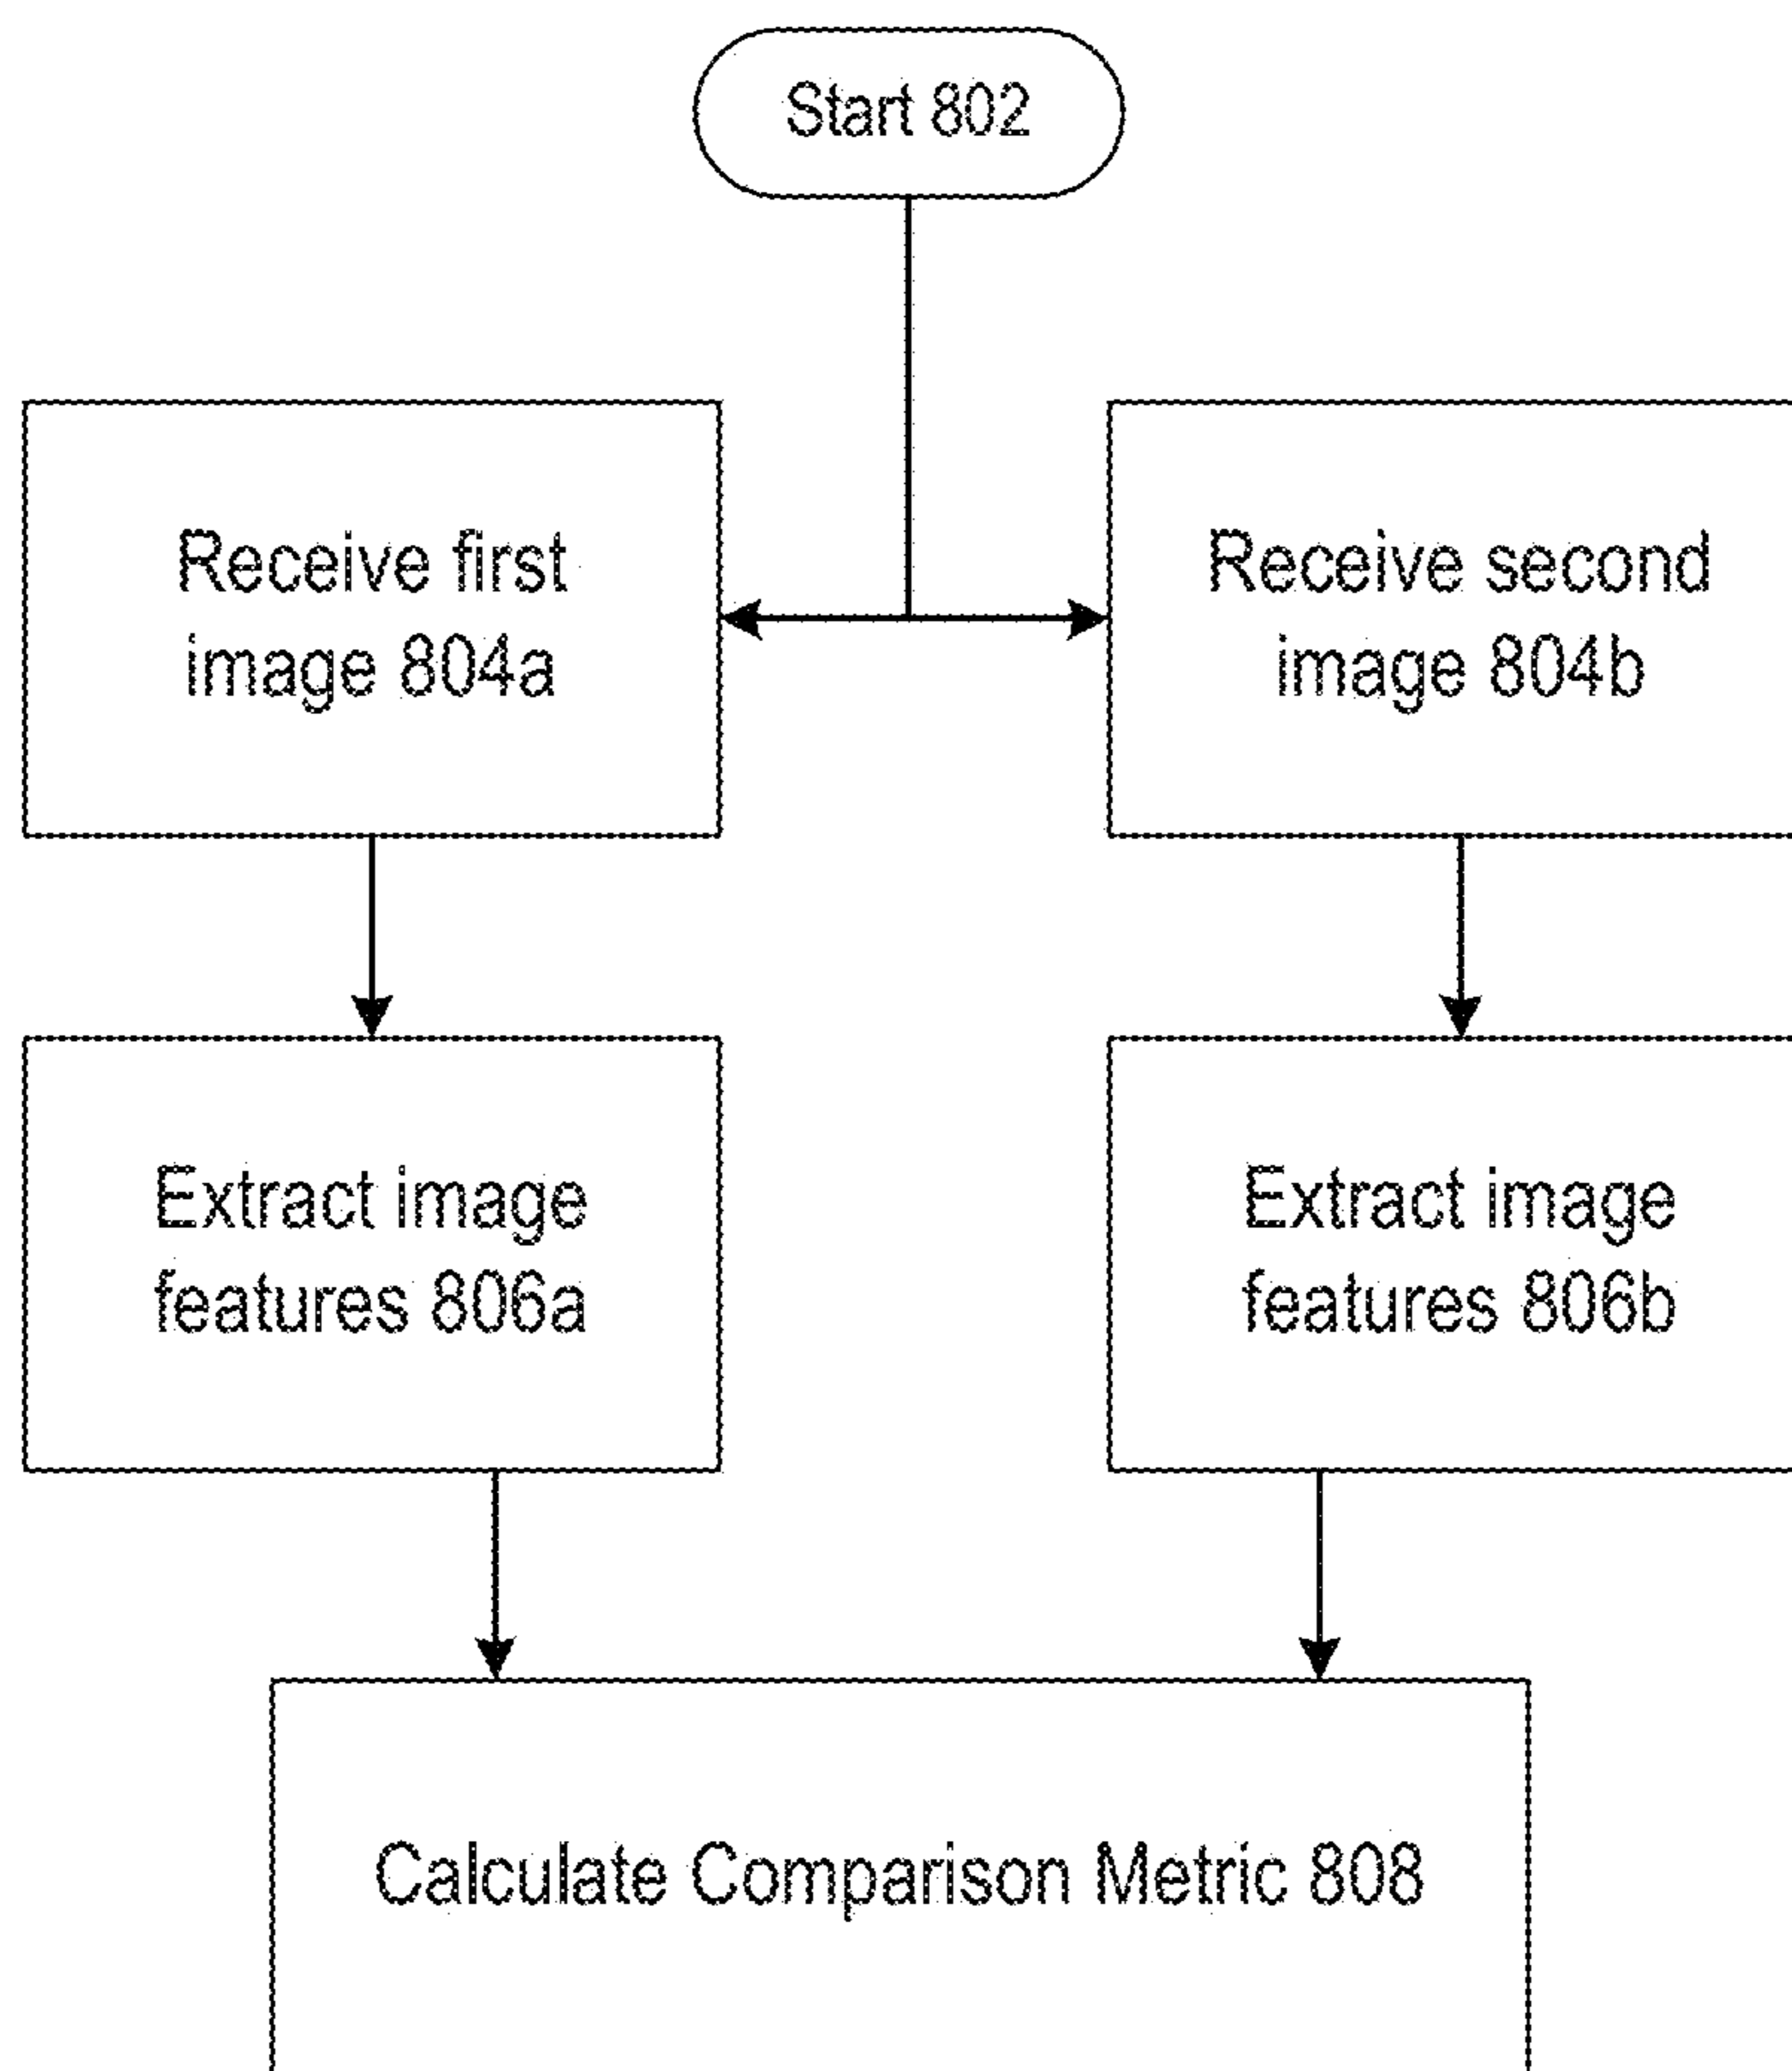 Start 802
Receive first
image 804a
Receive second
image 804b
Extract image
features 806a
Extract image
features 806b
Calculate Comparison Metric 808